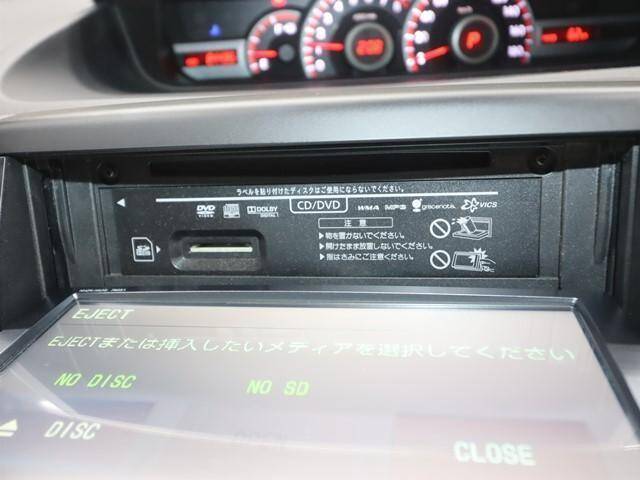 ラベルを貼り付けたディスクはご使用にならないでください。
DVD VIDEO DOLBY DIGITAL CD/DVD WMA MP3 gracenote VICS
注意
▶物を置かないでください。
▶開けたまま放置しないでください。
▶指はさみにご注意ください。
EJECT
EJECTまたは挿入したいメディアを選択してください
NO DISC NO SD
DISC
CLOSE